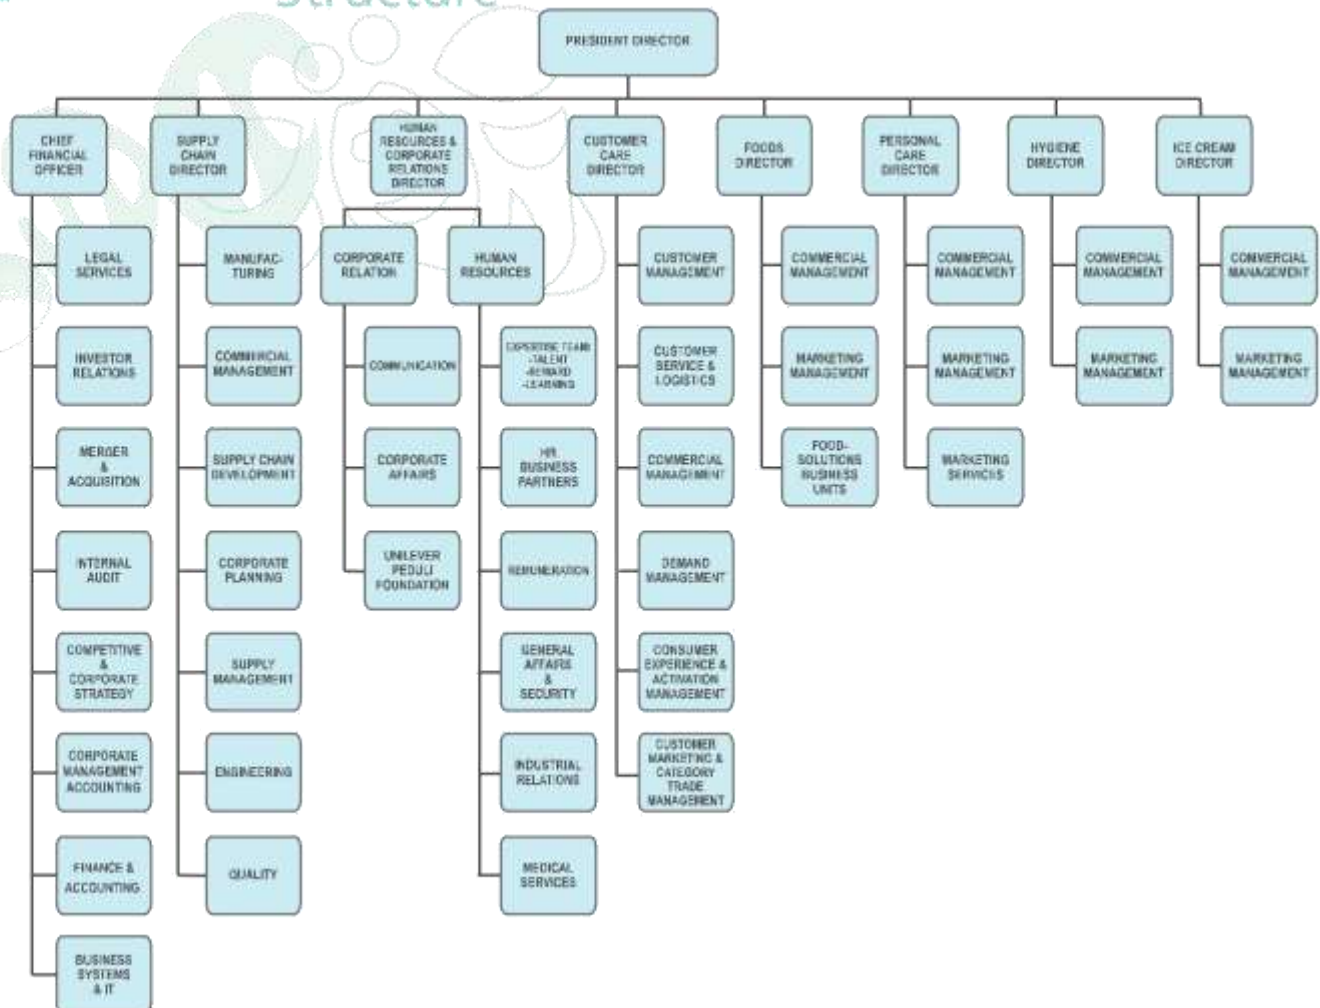 Structure
PRESIDENT DIRECTOR
CHIEF
FINANCIAL
OFFICER
SUPPLY
CHAIN
DIRECTOR
HUMAN
RESOURCES &
CORPORATE
RELATIONS
DIRECTOR
CUSTOMER
CARE
DIRECTOR
FOODS
DIRECTOR
PERSONAL
CARE
DIRECTOR
HYGIENE
DIRECTOR
ICE CREAM
DIRECTOR
LEGAL
SERVICES
INVESTOR
RELATIONS
MERGER
&
ACQUISITION
INTERNAL
AUDIT
COMPETITIVE
&
CORPORATE
STRATEGY
CORPORATE
MANAGEMENT
ACCOUNTING
FINANCE &
ACCOUNTING
BUSINESS
SYSTEMS
& IT
MANUFAC-
TURING
COMMERCIAL
MANAGEMENT
SUPPLY CHAIN
DEVELOPMENT
CORPORATE
PLANNING
SUPPLY
MANAGEMENT
ENGINEERING
QUALITY
CORPORATE
RELATION
COMMUNICATION
CORPORATE
AFFAIRS
UNILEVER
PEDULI
FOUNDATION
HUMAN
RESOURCES
EXPERTISE TEAM
-TALENT
-REWARD
-LEARNING
HR
BUSINESS
PARTNERS
REMUNERATION
GENERAL
AFFAIRS
&
SECURITY
INDUSTRIAL
RELATIONS
MEDICAL
SERVICES
CUSTOMER
MANAGEMENT
CUSTOMER
SERVICE &
LOGISTICS
COMMERCIAL
MANAGEMENT
DEMAND
MANAGEMENT
CONSUMER
EXPERIENCE &
ACTIVATION
MANAGEMENT
CUSTOMER
MARKETING &
CATEGORY
TRADE
MANAGEMENT
COMMERCIAL
MANAGEMENT
MARKETING
MANAGEMENT
FOOD-
SOLUTIONS
BUSINESS
UNITS
COMMERCIAL
MANAGEMENT
MARKETING
MANAGEMENT
MARKETING
SERVICES
COMMERCIAL
MANAGEMENT
MARKETING
MANAGEMENT
COMMERCIAL
MANAGEMENT
MARKETING
MANAGEMENT